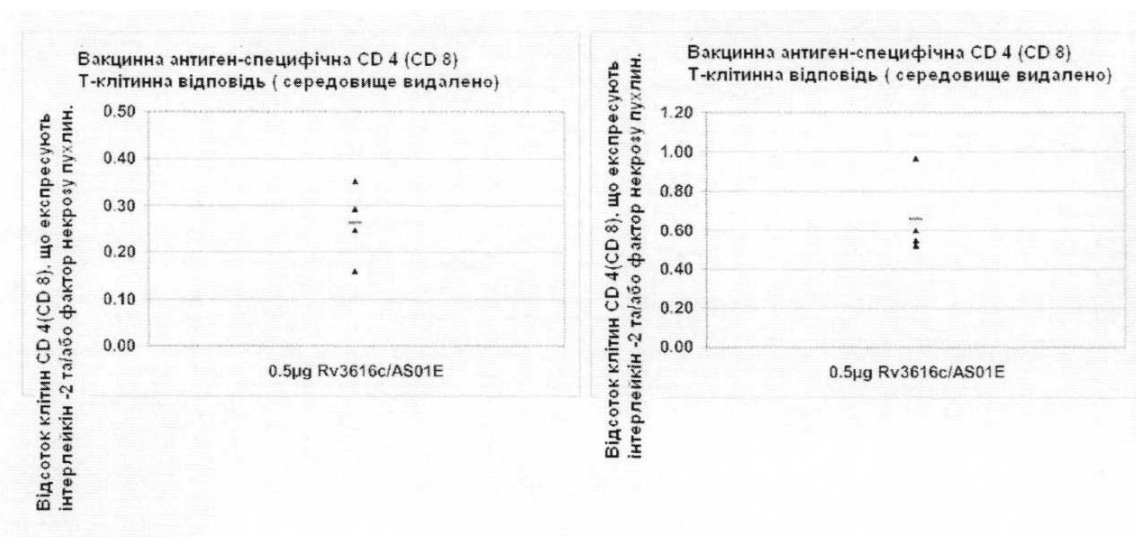 Вакцинна антиген-специфічна CD 4 (CD 8)
Т-клітинна відповідь ( середовище видалено)
Відсоток клітин CD 4(CD 8). що експресують
інтерлейкін -2 та/або фактор некрозу пухлин.
0.50
0.40
0.30
0.20
0.10
0.00
0.5µg Rv3616c/AS01E
Вакцинна антиген-специфічна CD 4 (CD 8)
Т-клітинна відповідь ( середовище видалено)
Відсоток клітин CD 4(CD 8). що експресують
інтерлейкін -2 та/або фактор некрозу пухлин.
1.20
1.00
0.80
0.60
0.40
0.20
0.00
0.5µg Rv3616c/AS01E